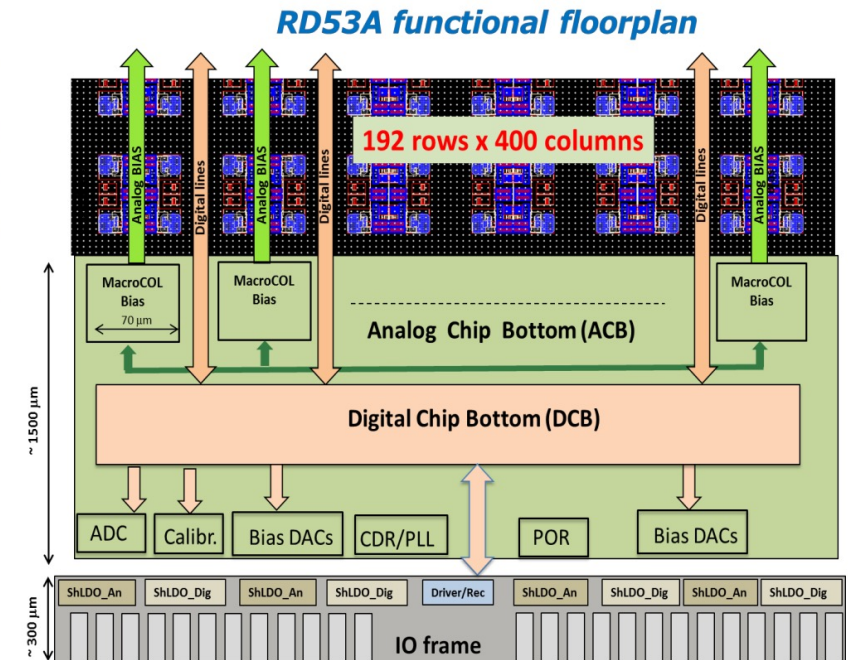 RD53A functional floorplan
192 rows x 400 columns
Analog BIAS
Digital lines
Analog BIAS
Digital lines
Digital lines
Analog BIAS
MacroCOL
Bias
70 µm
MacroCOL
Bias
MacroCOL
Bias
Analog Chip Bottom (ACB)
~ 1500 µm
Digital Chip Bottom (DCB)
ADC
Calibr.
Bias DACs
CDR/PLL
POR
Bias DACs
~ 300 µm
ShLDO_An
ShLDO_Dig
ShLDO_An
ShLDO_Dig
Driver/Rec
ShLDO_An
ShLDO_Dig
ShLDO_An
ShLDO_Dig
IO frame